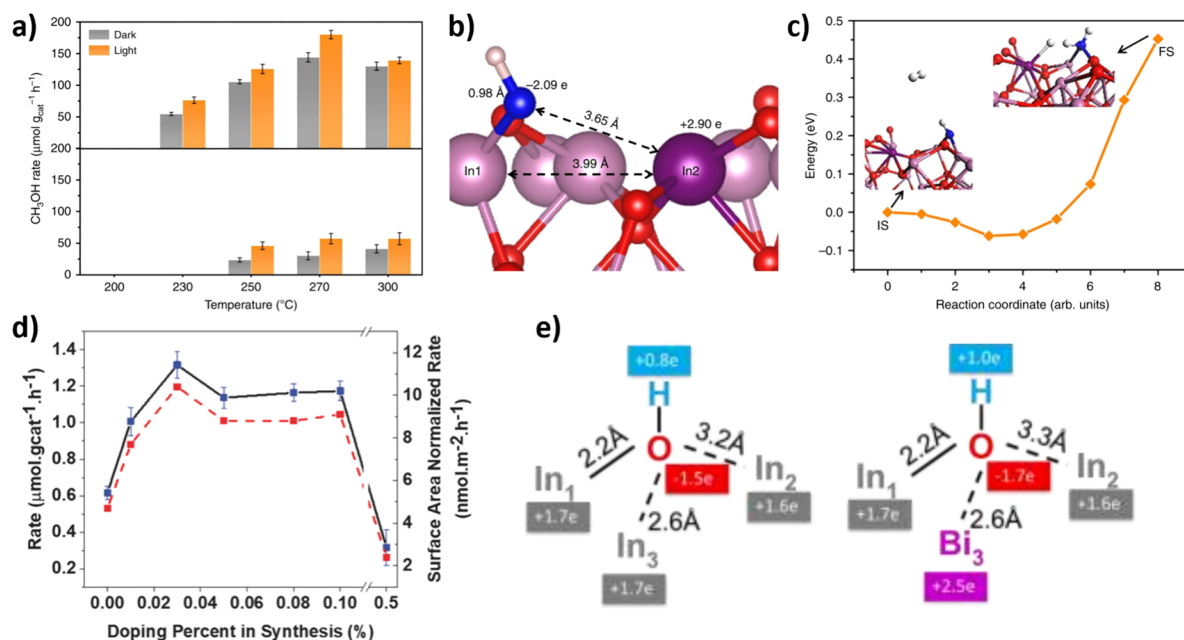 a)
Dark
Light
CH₃OH rate (μmol g_cat⁻¹ h⁻¹)
200
150
100
50
200
150
100
50
0
200
230
250
270
300
Temperature (°C)
b)
−2.09 e
0.98 Å
3.65 Å
+2.90 e
In1
3.99 Å
In2
c)
Energy (eV)
0.5
0.4
0.3
0.2
0.1
0.0
−0.1
FS
IS
0
2
4
6
8
Reaction coordinate (arb. units)
d)
Rate (μmol.gcat⁻¹.h⁻¹)
1.4
1.2
1.0
0.8
0.6
0.4
0.2
Surface Area Normalized Rate
(nmol.m⁻².h⁻¹)
12
10
8
6
4
2
0.00
0.02
0.04
0.06
0.08
0.10
0.5
Doping Percent in Synthesis (%)
e)
+0.8e
H
2.2Å
O
3.2Å
-1.5e
In₁
+1.7e
In₂
+1.6e
2.6Å
In₃
+1.7e
+1.0e
H
2.2Å
O
3.3Å
-1.7e
In₁
+1.7e
In₂
+1.6e
2.6Å
Bi₃
+2.5e